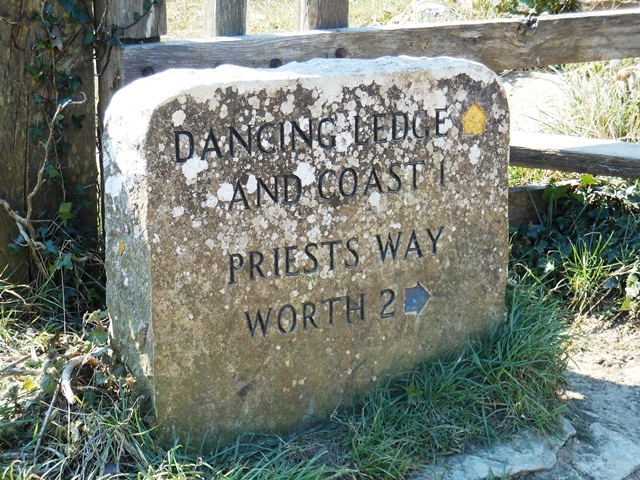 DANCING LEDGE
AND COAST 1
PRIESTS WAY
WORTH 2